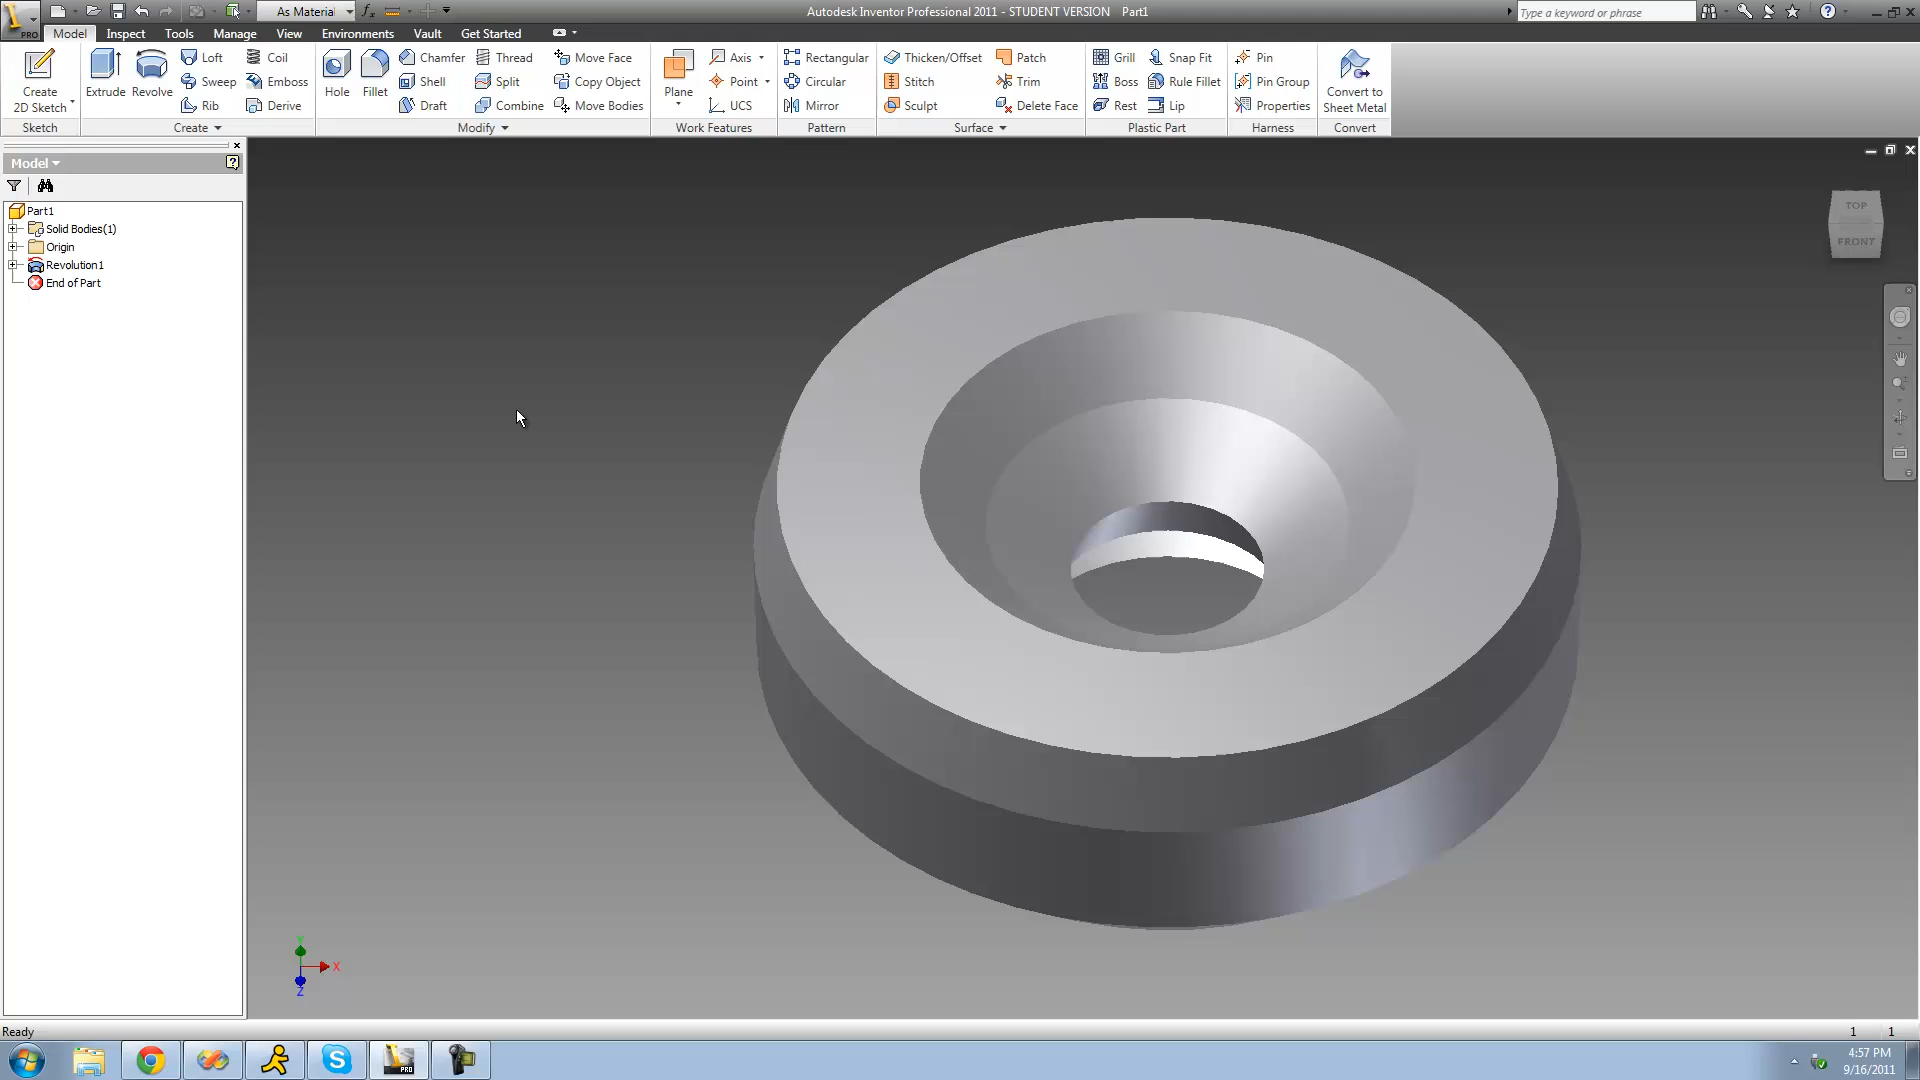 As Material
Autodesk Inventor Professional 2011 - STUDENT VERSION Part1
Type a keyword or phrase
PRO Model Inspect Tools Manage View Environments Vault Get Started
Create 2D Sketch
Extrude Revolve Loft Sweep Rib Coil Emboss Derive
Hole Fillet Chamfer Shell Draft Thread Split Combine Move Face Copy Object Move Bodies
Plane Axis Point UCS
Rectangular Circular Mirror
Thicken/Offset Stitch Sculpt Patch Trim Delete Face
Grill Boss Rest Snap Fit Rule Fillet Lip
Pin Pin Group Properties
Convert to Sheet Metal
Sketch Create Modify Work Features Pattern Surface Plastic Part Harness Convert
Model
Part1
Solid Bodies(1)
Origin
Revolution1
End of Part
TOP
FRONT
Y
X
Z
Ready 1 1
PRO
4:57 PM
9/16/2011